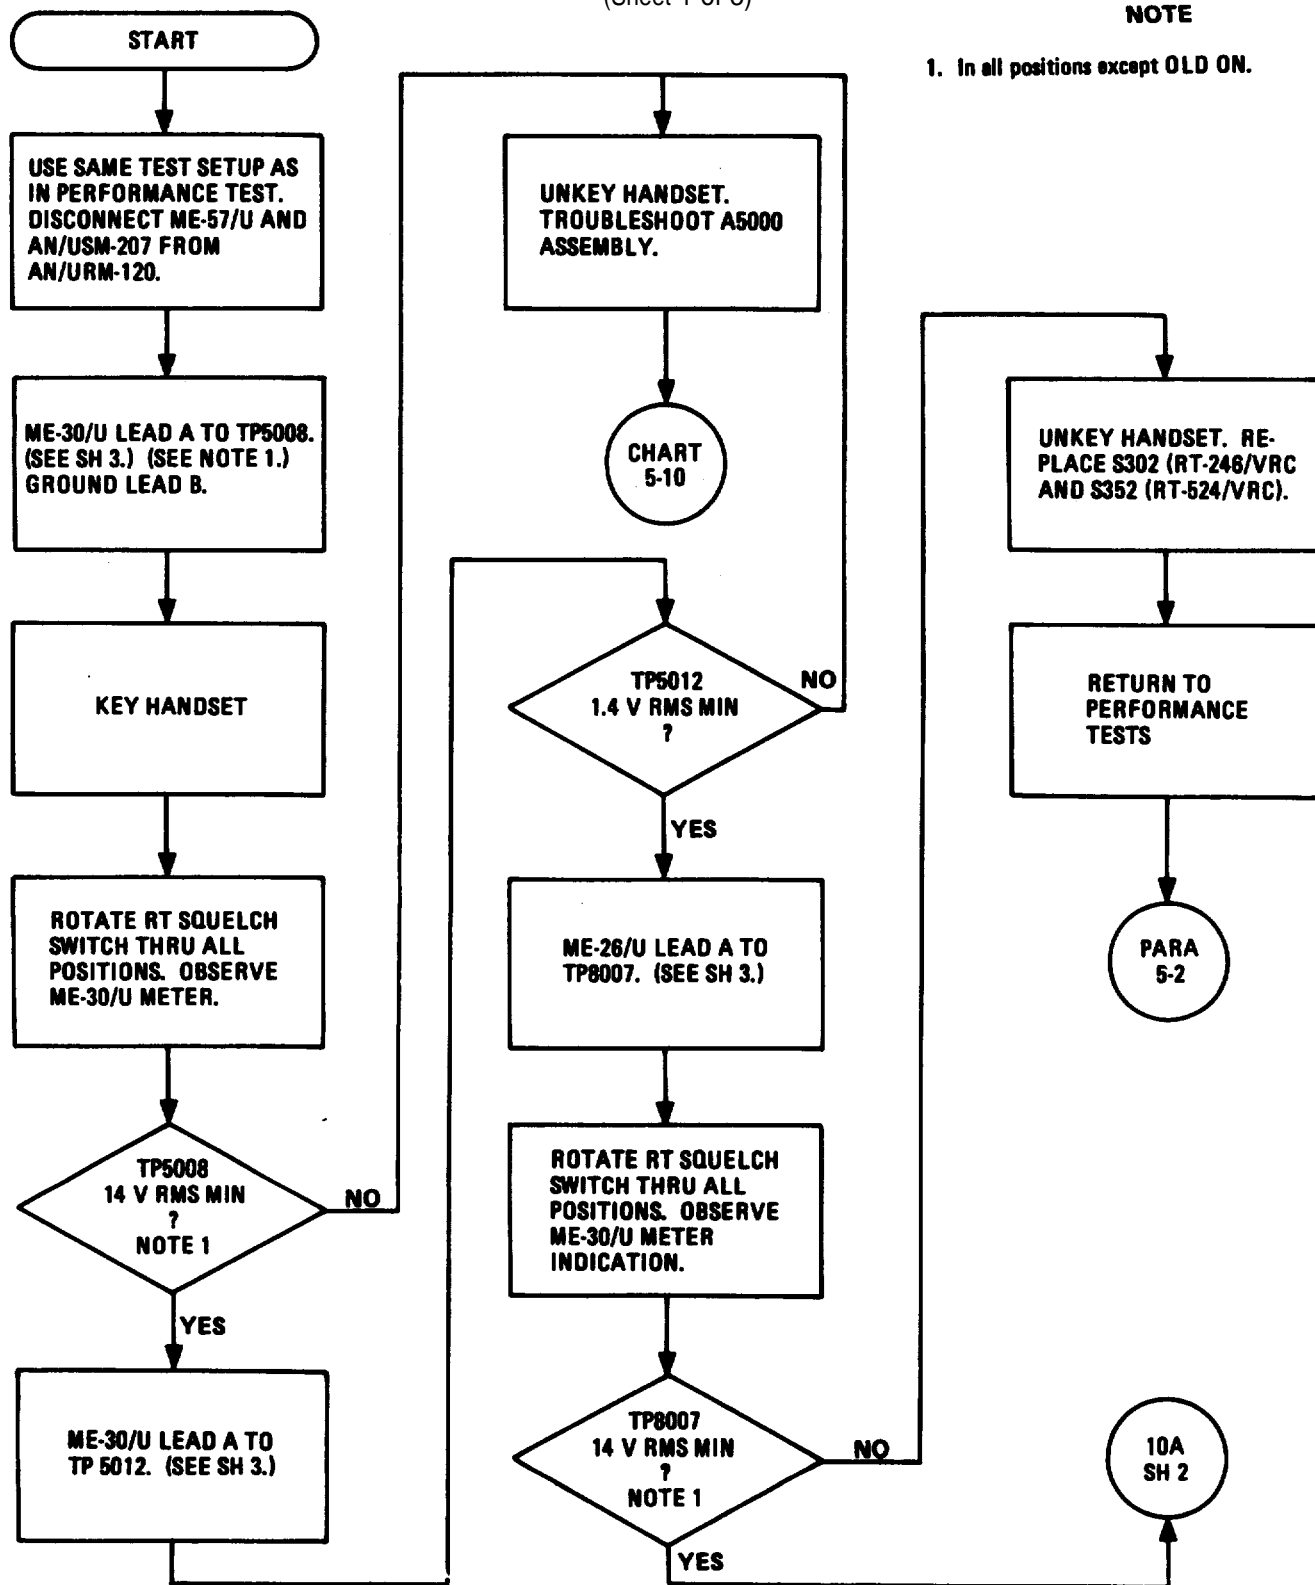 (Sheet 1 of 3)
NOTE
1. In all positions except OLD ON.
START
USE SAME TEST SETUP AS
IN PERFORMANCE TEST.
DISCONNECT ME-57/U AND
AN/USM-207 FROM
AN/URM-120.
ME-30/U LEAD A TO TP5008.
(SEE SH 3.) (SEE NOTE 1.)
GROUND LEAD B.
KEY HANDSET
ROTATE RT SQUELCH
SWITCH THRU ALL
POSITIONS. OBSERVE
ME-30/U METER.
TP5008
14 V RMS MIN
?
NOTE 1
NO
YES
ME-30/U LEAD A TO
TP 5012. (SEE SH 3.)
UNKEY HANDSET.
TROUBLESHOOT A5000
ASSEMBLY.
CHART
5-10
TP5012
1.4 V RMS MIN
?
NO
YES
ME-26/U LEAD A TO
TP8007. (SEE SH 3.)
ROTATE RT SQUELCH
SWITCH THRU ALL
POSITIONS. OBSERVE
ME-30/U METER
INDICATION.
TP8007
14 V RMS MIN
?
NOTE 1
NO
YES
UNKEY HANDSET. RE-
PLACE S302 (RT-246/VRC
AND S352 (RT-524/VRC).
RETURN TO
PERFORMANCE
TESTS
PARA
5-2
10A
SH 2